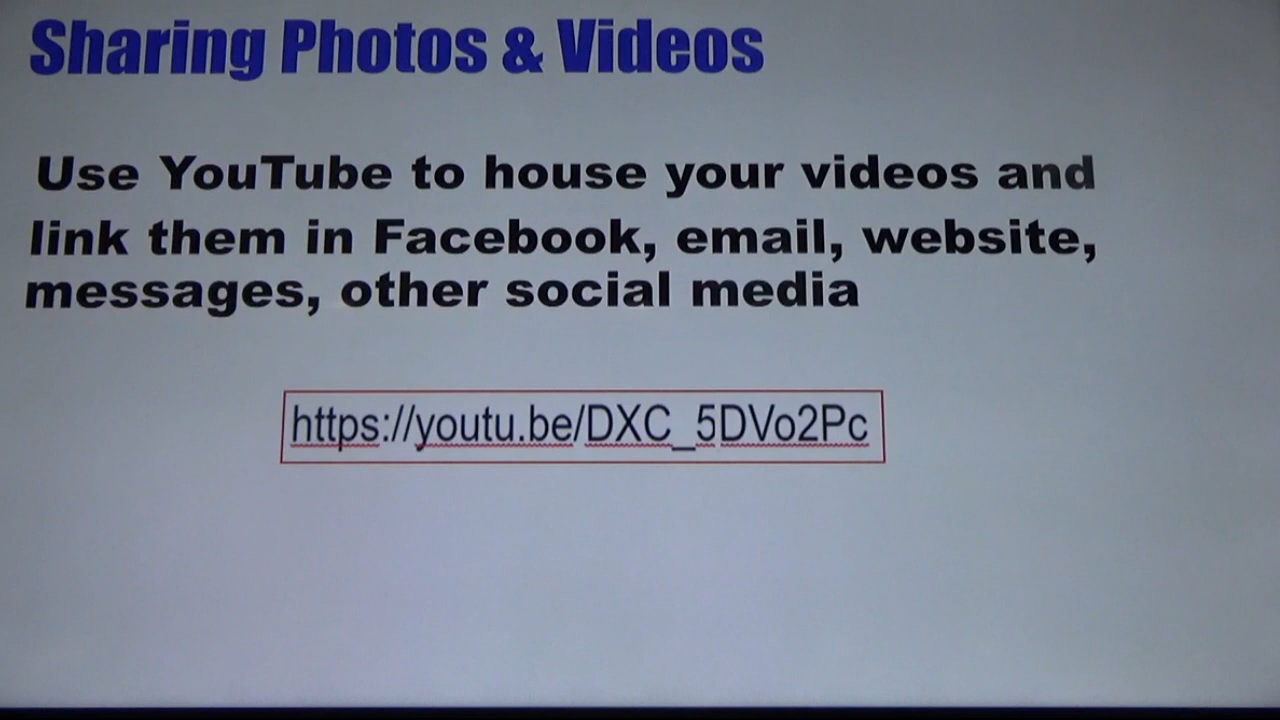 Sharing Photos & Videos
Use YouTube to house your videos and
link them in Facebook, email, website,
messages, other social media
https://youtu.be/DXC_5DVo2Pc